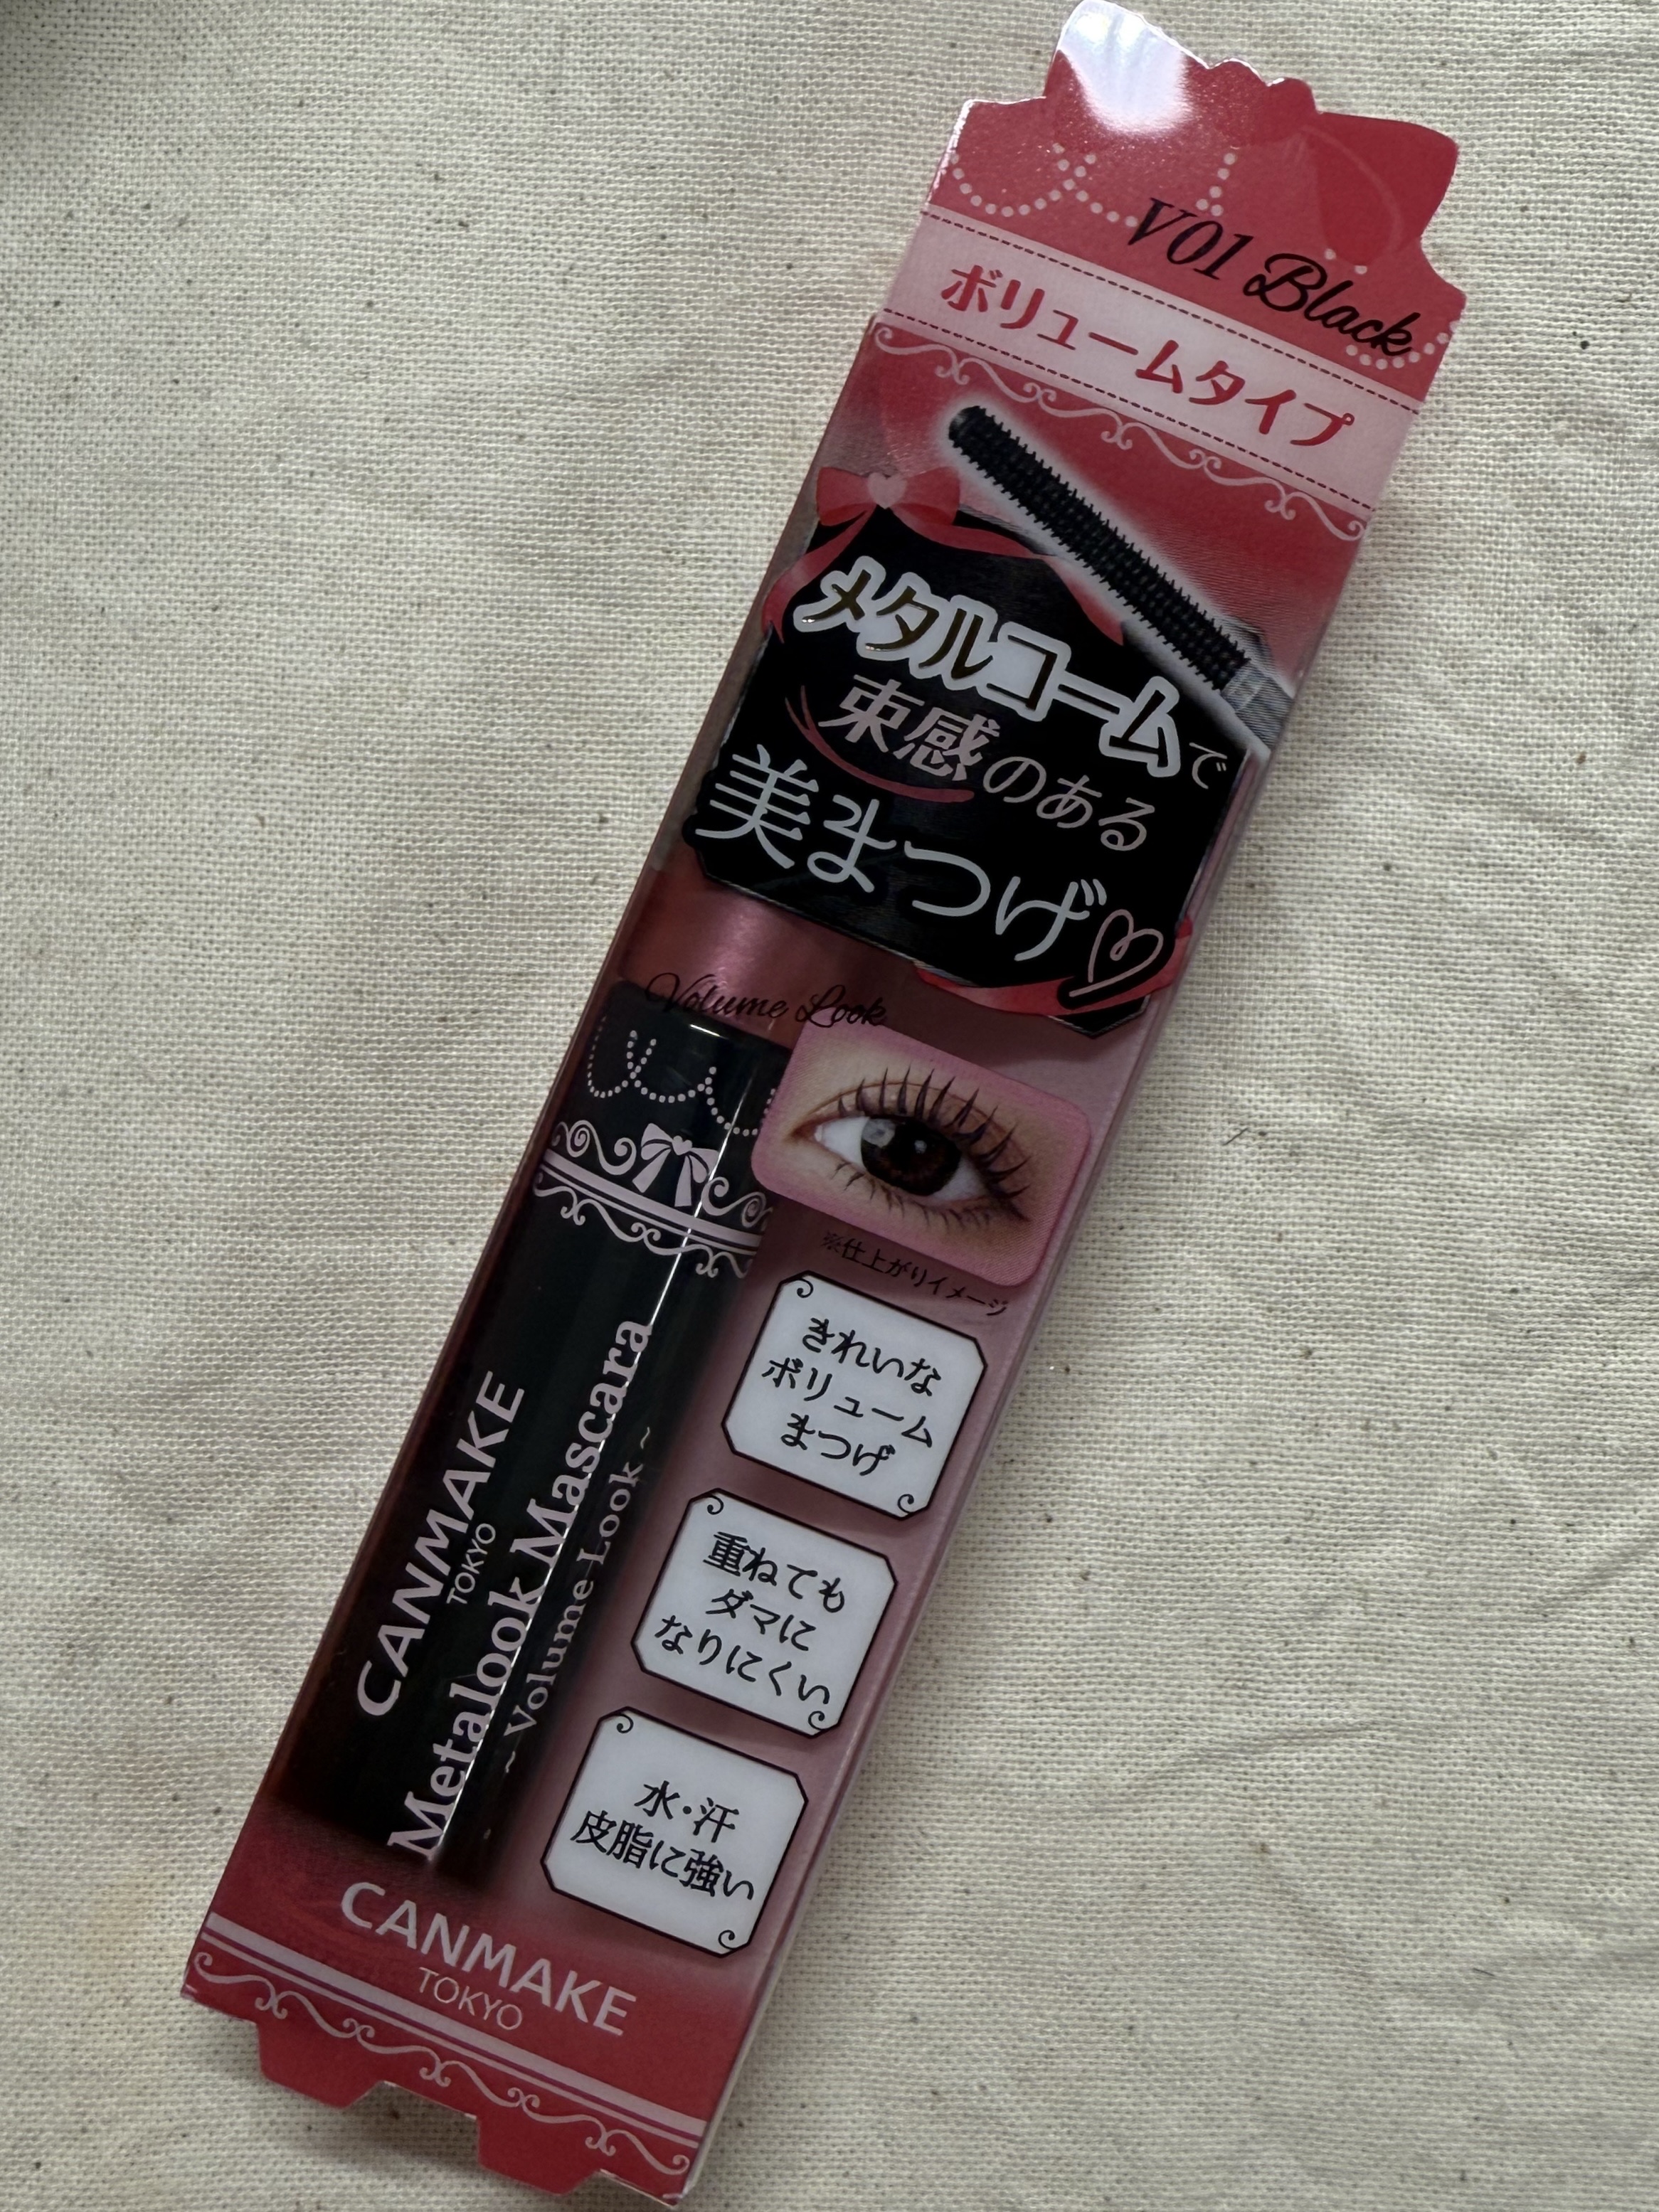 V01 Black
ボリュームタイプ
メタルコームで
束感のある
美まつげ
Volume Look
※仕上がりイメージ
きれいな
ボリューム
まつげ
重ねても
ダマに
なりにくい
水・汗
皮脂に強い
CANMAKE
TOKYO
Metalook Mascara
~Volume Look~
CANMAKE
TOKYO